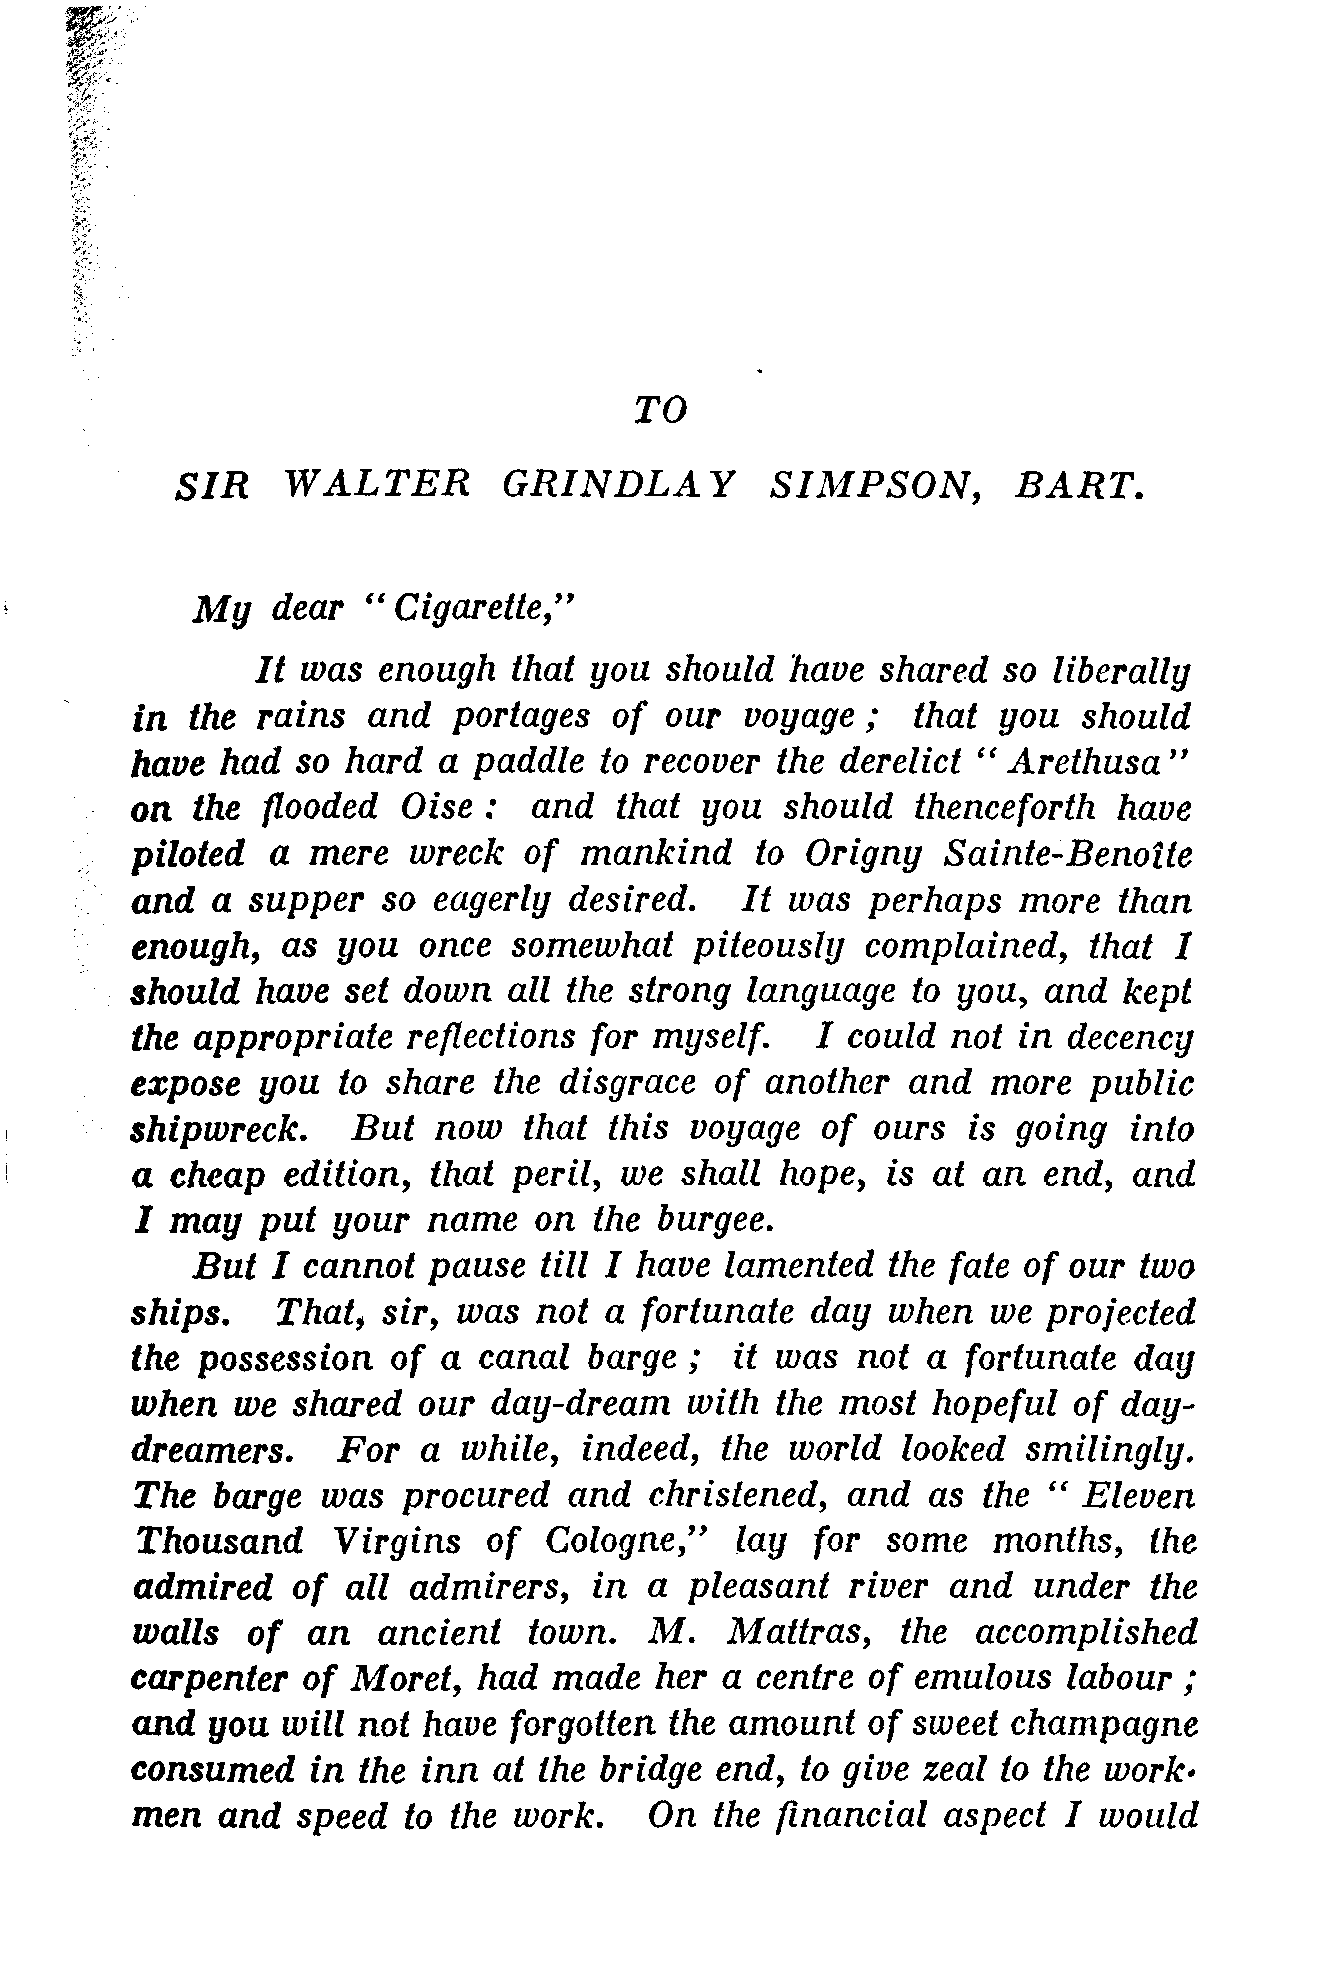 TO
SIR WALTER GRINDLAY SIMPSON, BART.
My dear “Cigarette,”
It was enough that you should have shared so liberally
in the rains and portages of our voyage; that you should
have had so hard a paddle to recover the derelict “Arethusa”
on the flooded Oise: and that you should thenceforth have
piloted a mere wreck of mankind to Origny Sainte-Benoîte
and a supper so eagerly desired. It was perhaps more than
enough, as you once somewhat piteously complained, that I
should have set down all the strong language to you, and kept
the appropriate reflections for myself. I could not in decency
expose you to share the disgrace of another and more public
shipwreck. But now that this voyage of ours is going into
a cheap edition, that peril, we shall hope, is at an end, and
I may put your name on the burgee.
But I cannot pause till I have lamented the fate of our two
ships. That, sir, was not a fortunate day when we projected
the possession of a canal barge; it was not a fortunate day
when we shared our day-dream with the most hopeful of day-
dreamers. For a while, indeed, the world looked smilingly.
The barge was procured and christened, and as the “Eleven
Thousand Virgins of Cologne,” lay for some months, the
admired of all admirers, in a pleasant river and under the
walls of an ancient town. M. Mattras, the accomplished
carpenter of Moret, had made her a centre of emulous labour;
and you will not have forgotten the amount of sweet champagne
consumed in the inn at the bridge end, to give zeal to the work-
men and speed to the work. On the financial aspect I would